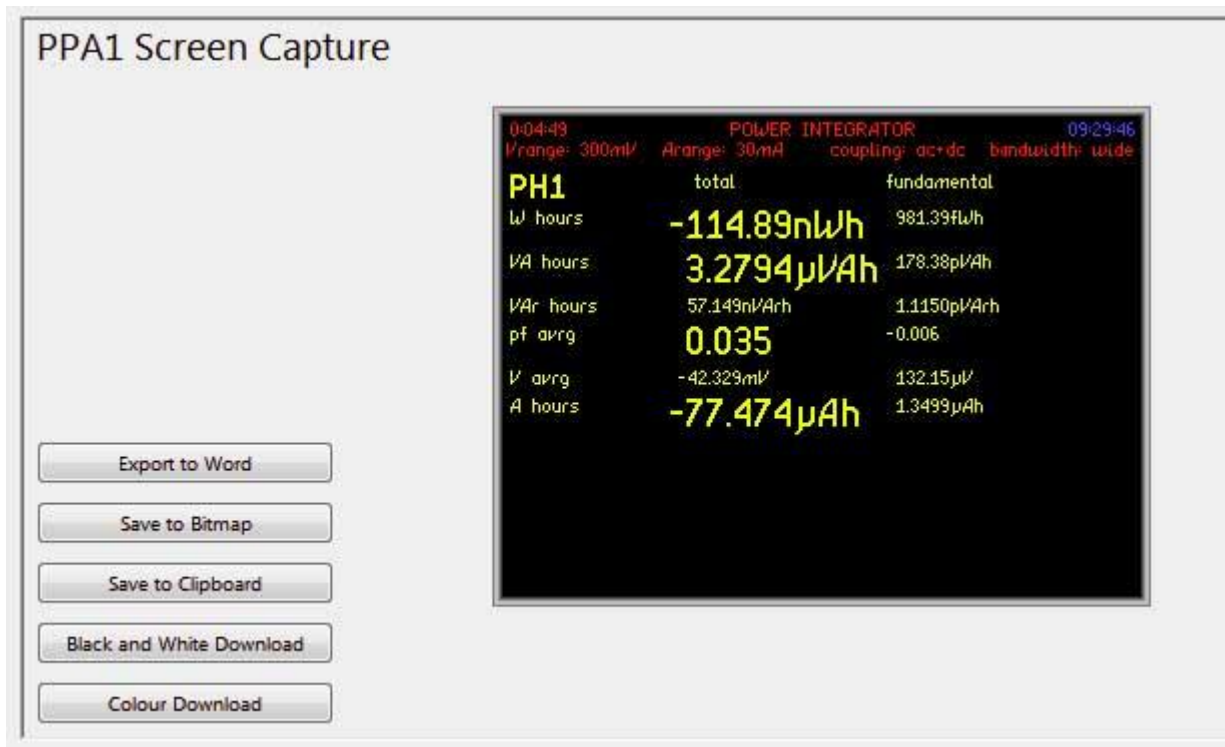 PPA1 Screen Capture
0:04:49 POWER INTEGRATOR 09:29:46
Vrange: 300mV Arange: 30mA coupling: ac+dc bandwidth: wide
PH1 total fundamental
W hours -114.89nWh 981.39fWh
VA hours 3.2794µVAh 178.38pVAh
VAr hours 57.149nVArh 1.1150pVArh
pf avrg 0.035 -0.006
V avrg -42.329mV 132.15µV
A hours -77.474µAh 1.3499µAh
Export to Word
Save to Bitmap
Save to Clipboard
Black and White Download
Colour Download